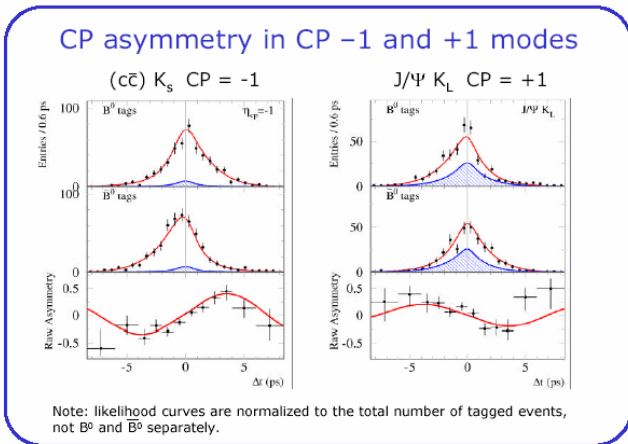 CP asymmetry in CP –1 and +1 modes
(cc̄) Kₛ CP = -1
J/Ψ K_L CP = +1
100
B⁰ tags
η_cp=-1
Entries / 0.6 ps
0
100
B̄⁰ tags
0
0.5
0
-0.5
Raw Asymmetry
-5 0 5
Δt (ps)
B⁰ tags
J/Ψ K_L
Entries / 0.6 ps
50
0
B̄⁰ tags
50
0
0.5
0
-0.5
Raw Asymmetry
-5 0 5
Δt (ps)
Note: likelihood curves are normalized to the total number of tagged events,
not B⁰ and B̄⁰ separately.